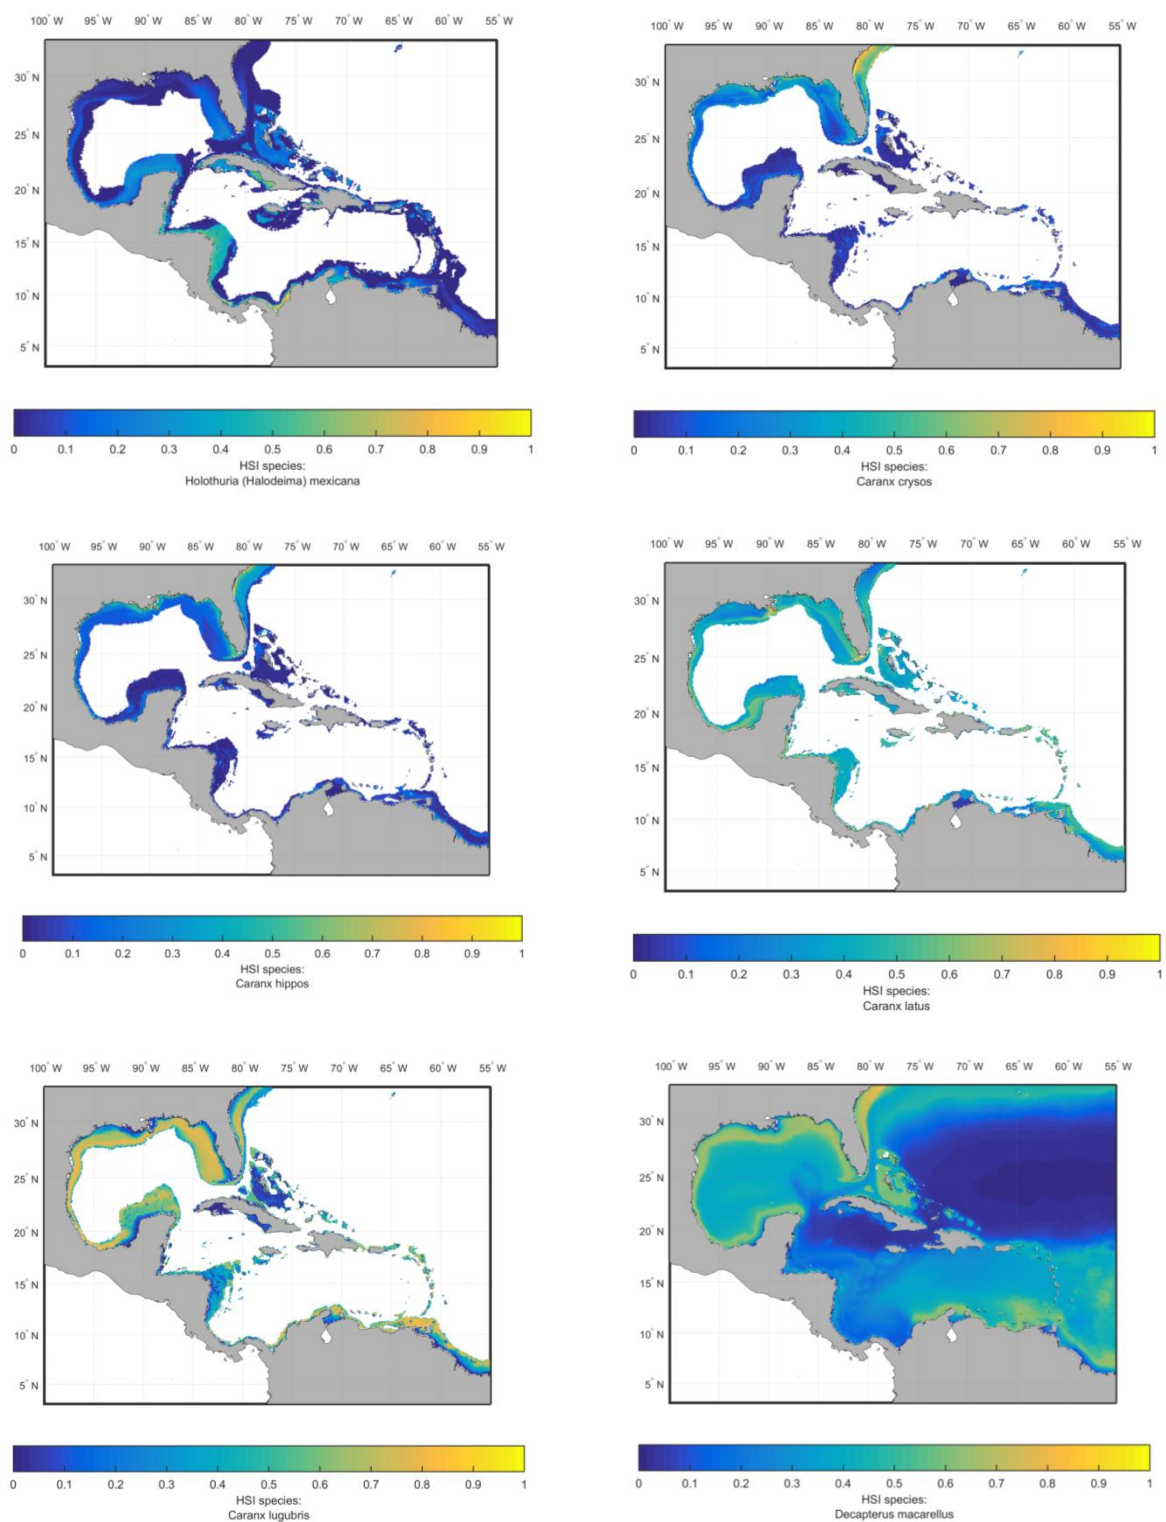 100° W 95° W 90° W 85° W 80° W 75° W 70° W 65° W 60° W 55° W
30° N
25° N
20° N
15° N
10° N
5° N
0 0.1 0.2 0.3 0.4 0.5 0.6 0.7 0.8 0.9 1
HSI species:
Holothuria (Halodeima) mexicana
100° W 95° W 90° W 85° W 80° W 75° W 70° W 65° W 60° W 55° W
30° N
25° N
20° N
15° N
10° N
5° N
0 0.1 0.2 0.3 0.4 0.5 0.6 0.7 0.8 0.9 1
HSI species:
Caranx crysos
100° W 95° W 90° W 85° W 80° W 75° W 70° W 65° W 60° W 55° W
30° N
25° N
20° N
15° N
10° N
5° N
0 0.1 0.2 0.3 0.4 0.5 0.6 0.7 0.8 0.9 1
HSI species:
Caranx hippos
100° W 95° W 90° W 85° W 80° W 75° W 70° W 65° W 60° W 55° W
30° N
25° N
20° N
15° N
10° N
5° N
0 0.1 0.2 0.3 0.4 0.5 0.6 0.7 0.8 0.9 1
HSI species:
Caranx latus
100° W 95° W 90° W 85° W 80° W 75° W 70° W 65° W 60° W 55° W
30° N
25° N
20° N
15° N
10° N
5° N
0 0.1 0.2 0.3 0.4 0.5 0.6 0.7 0.8 0.9 1
HSI species:
Caranx lugubris
100° W 95° W 90° W 85° W 80° W 75° W 70° W 65° W 60° W 55° W
30° N
25° N
20° N
15° N
10° N
5° N
0 0.1 0.2 0.3 0.4 0.5 0.6 0.7 0.8 0.9 1
HSI species:
Decapterus macarellus